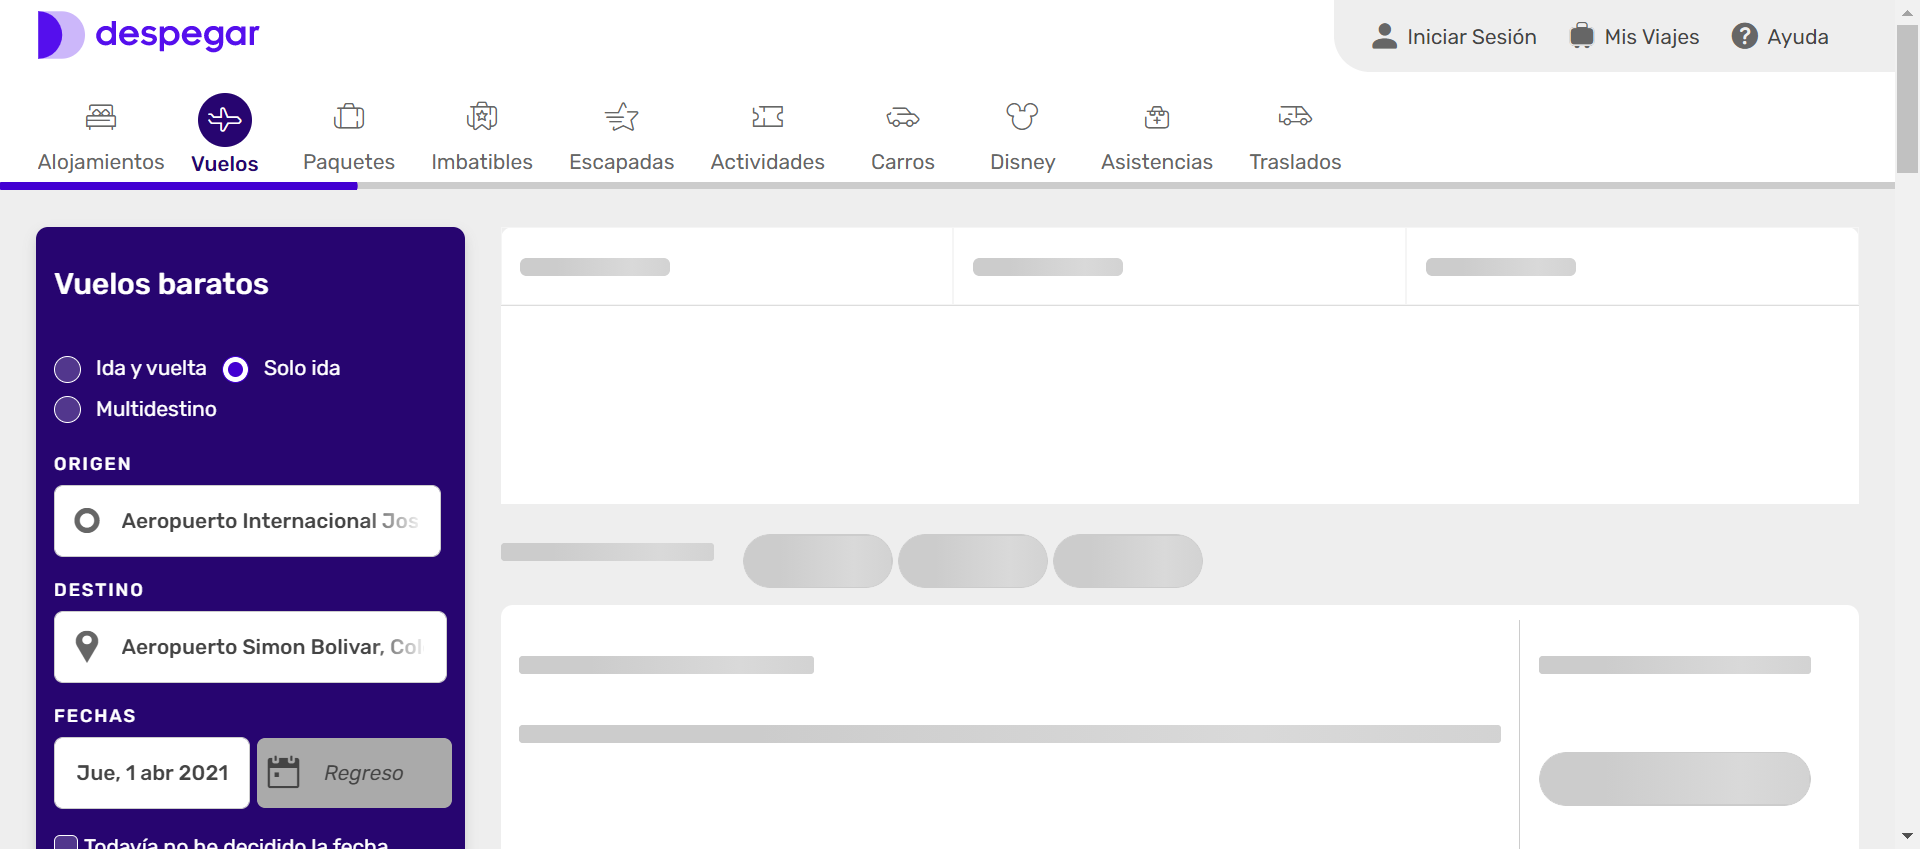 despegar
Iniciar Sesión
Mis Viajes
Ayuda
Alojamientos
Vuelos
Paquetes
Imbatibles
Escapadas
Actividades
Carros
Disney
Asistencias
Traslados
Vuelos baratos
Ida y vuelta
Solo ida
Multidestino
ORIGEN
Aeropuerto Internacional Jos
DESTINO
Aeropuerto Simon Bolivar, Col
FECHAS
Jue, 1 abr 2021
Regreso
Todavía no he decidido la fecha